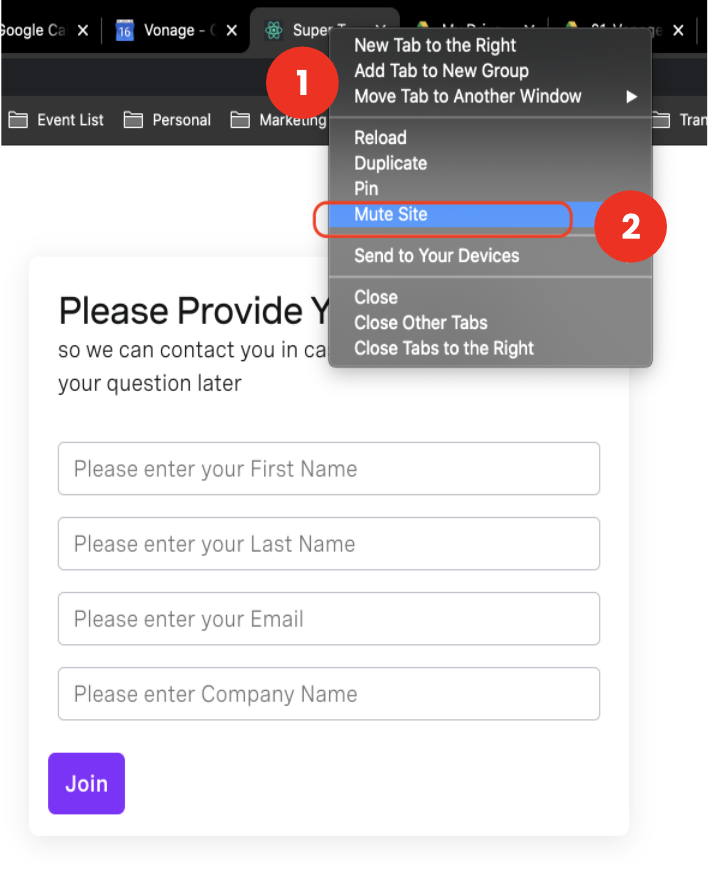 Google Ca
16 Vonage - (
Super
New Tab to the Right
Add Tab to New Group
Move Tab to Another Window
1
Event List
Personal
Marketing
Tran
Reload
Duplicate
Pin
Mute Site
2
Send to Your Devices
Close
Close Other Tabs
Close Tabs to the Right
Please Provide Y
so we can contact you in ca
your question later
Please enter your First Name
Please enter your Last Name
Please enter your Email
Please enter Company Name
Join